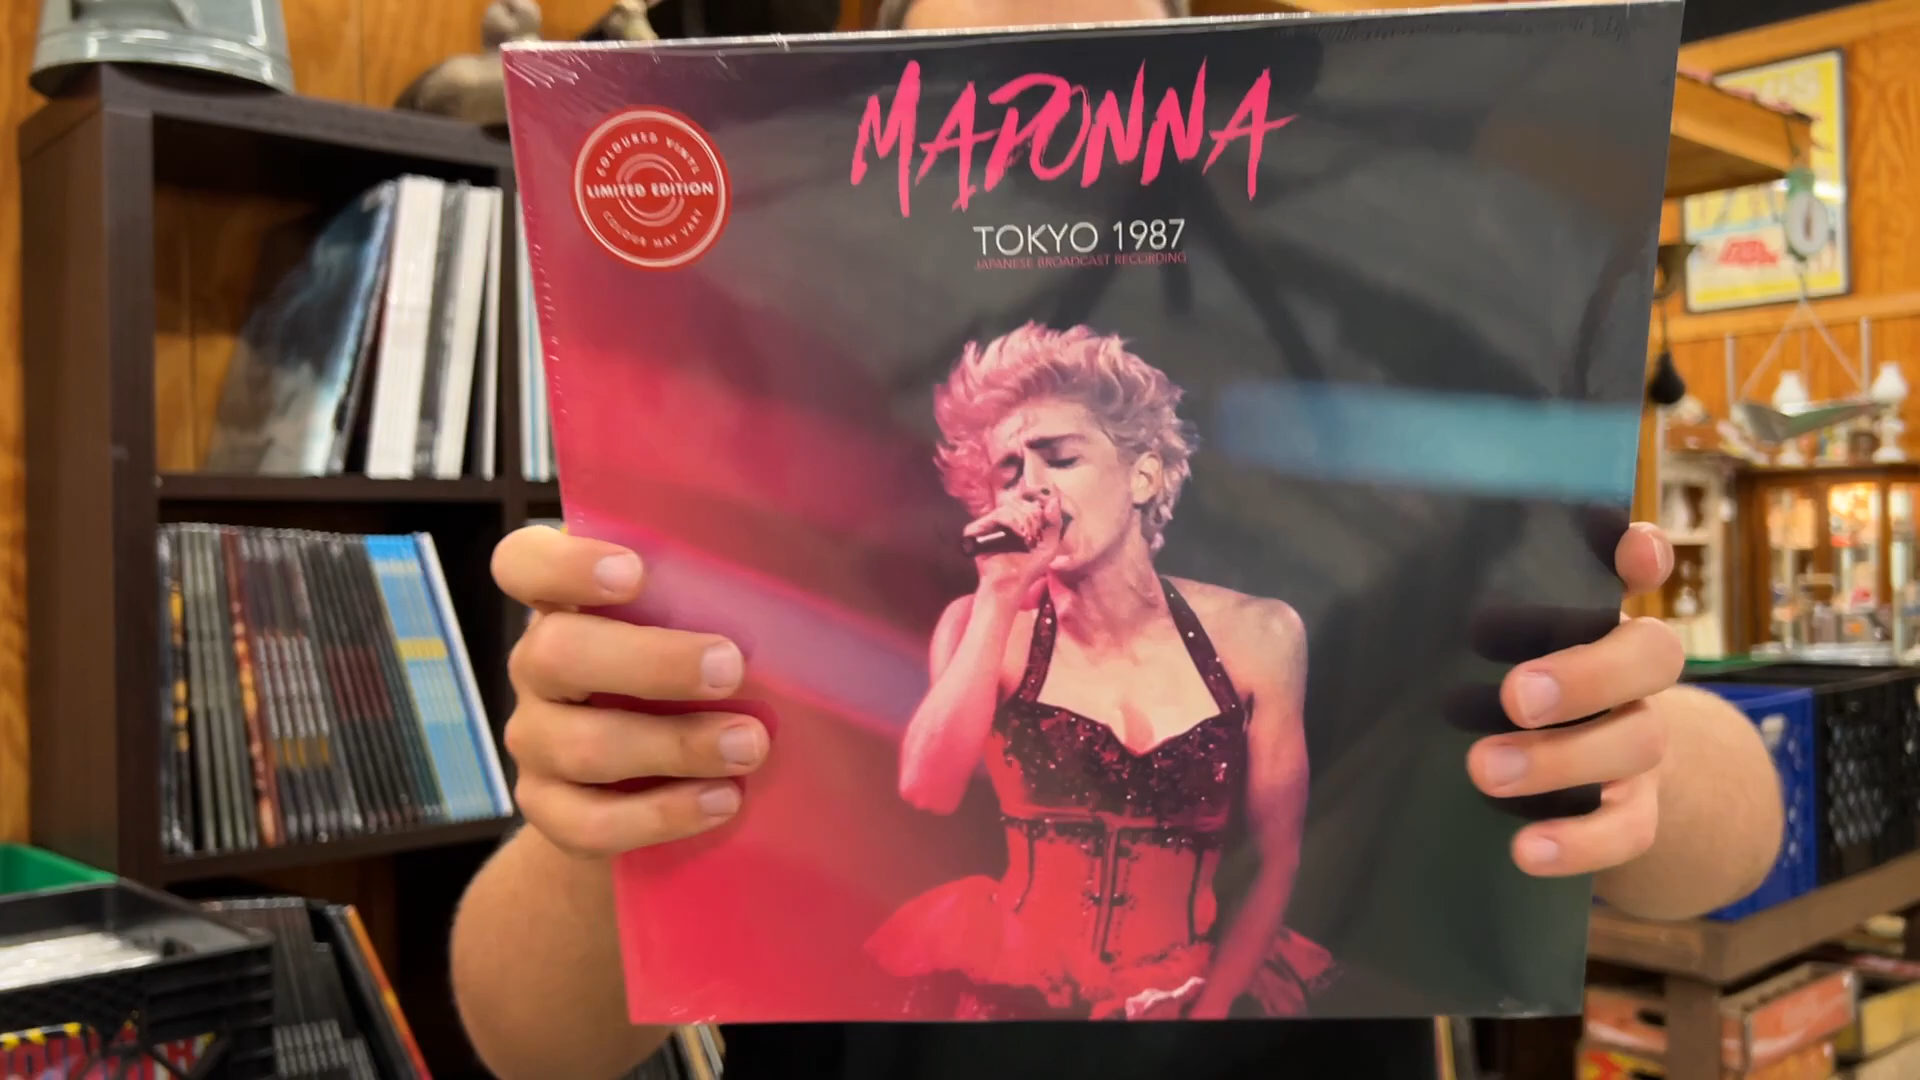 MADONNA
COLOURED VINYL
LIMITED EDITION
COLOUR MAY VARY
TOKYO 1987
JAPANESE BROADCAST RECORDING